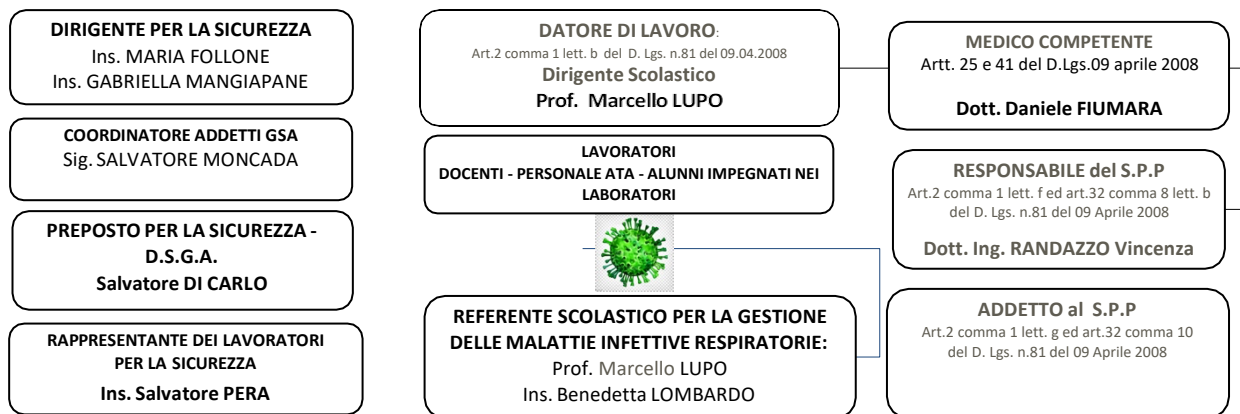 DIRIGENTE PER LA SICUREZZA
Ins. MARIA FOLLONE
Ins. GABRIELLA MANGIAPANE
COORDINATORE ADDETTI GSA
Sig. SALVATORE MONCADA
PREPOSTO PER LA SICUREZZA -
D.S.G.A.
Salvatore DI CARLO
RAPPRESENTANTE DEI LAVORATORI
PER LA SICUREZZA
Ins. Salvatore PERA
DATORE DI LAVORO:
Art.2 comma 1 lett. b del D. Lgs. n.81 del 09.04.2008
Dirigente Scolastico
Prof. Marcello LUPO
LAVORATORI
DOCENTI - PERSONALE ATA - ALUNNI IMPEGNATI NEI
LABORATORI
REFERENTE SCOLASTICO PER LA GESTIONE
DELLE MALATTIE INFETTIVE RESPIRATORIE:
Prof. Marcello LUPO
Ins. Benedetta LOMBARDO
MEDICO COMPETENTE
Artt. 25 e 41 del D.Lgs.09 aprile 2008
Dott. Daniele FIUMARA
RESPONSABILE del S.P.P
Art.2 comma 1 lett. f ed art.32 comma 8 lett. b
del D. Lgs. n.81 del 09 Aprile 2008
Dott. Ing. RANDAZZO Vincenza
ADDETTO al S.P.P
Art.2 comma 1 lett. g ed art.32 comma 10
del D. Lgs. n.81 del 09 Aprile 2008